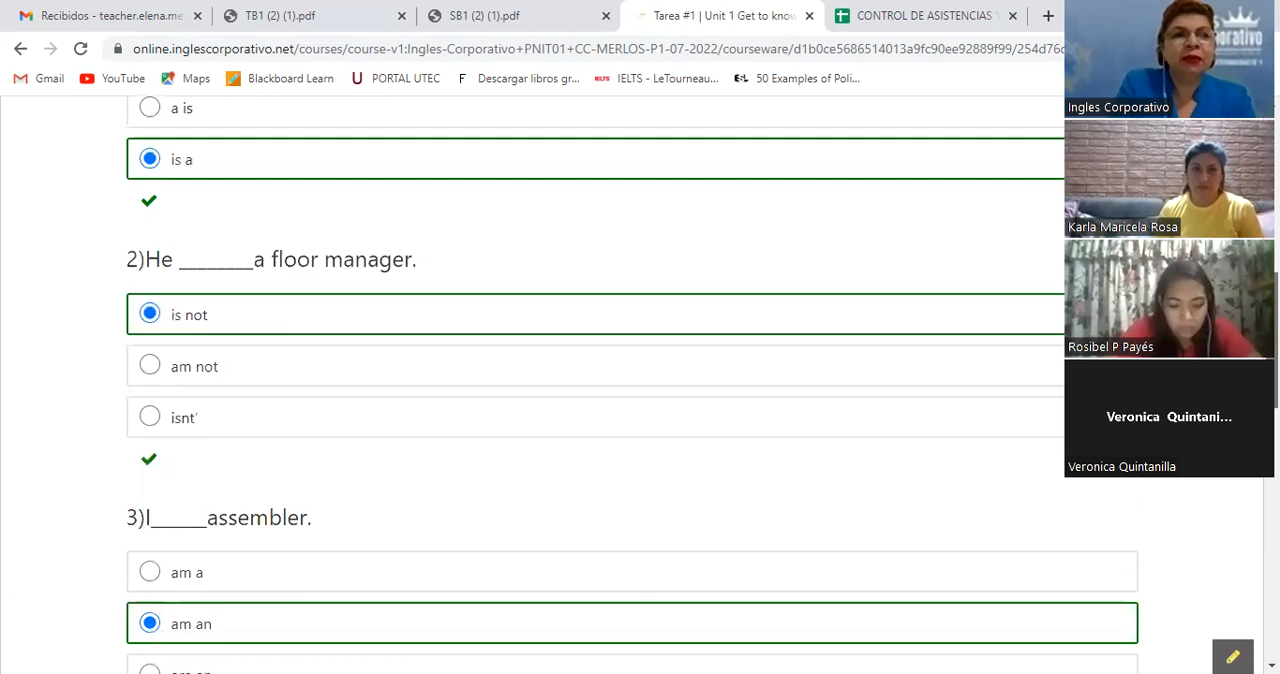 Recibidos - teacher.elena.me
TB1 (2) (1).pdf
SB1 (2) (1).pdf
Tarea #1 | Unit 1 Get to know
CONTROL DE ASISTENCIAS
online.inglescorporativo.net/courses/course-v1:Ingles-Corporativo+PNIT01+CC-MERLOS-P1-07-2022/courseware/d1b0ce5686514013a9fc90ee92889f99/254d76c
Gmail
YouTube
Maps
Blackboard Learn
PORTAL UTEC
Descargar libros gr...
IELTS - LeTourneau...
50 Examples of Poli...
a is
is a
2)He ________a floor manager.
is not
am not
isnt'
3)I______assembler.
am a
am an
Ingles Corporativo
Karla Maricela Rosa
Rosibel P Payés
Veronica Quintani...
Veronica Quintanilla